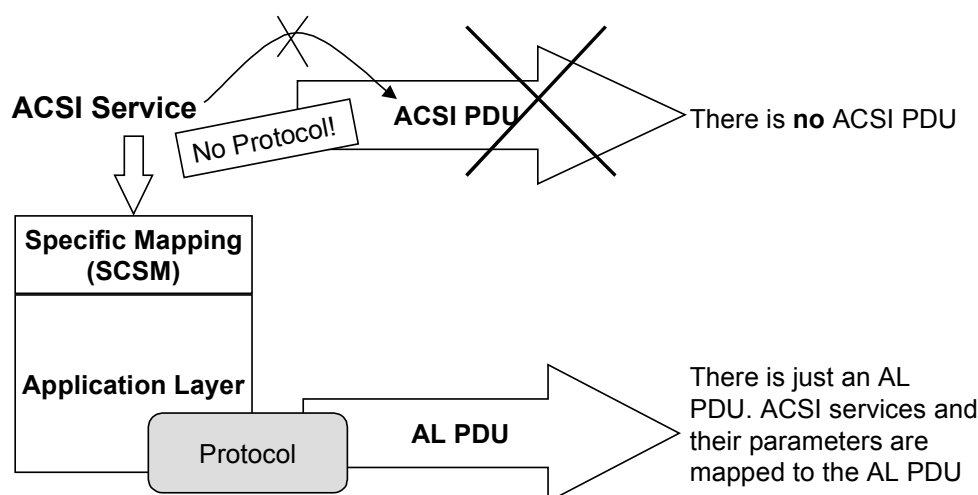 ACSI Service
No Protocol!
ACSI PDU
There is no ACSI PDU
Specific Mapping
(SCSM)
Application Layer
Protocol
AL PDU
There is just an AL
PDU. ACSI services and
their parameters are
mapped to the AL PDU